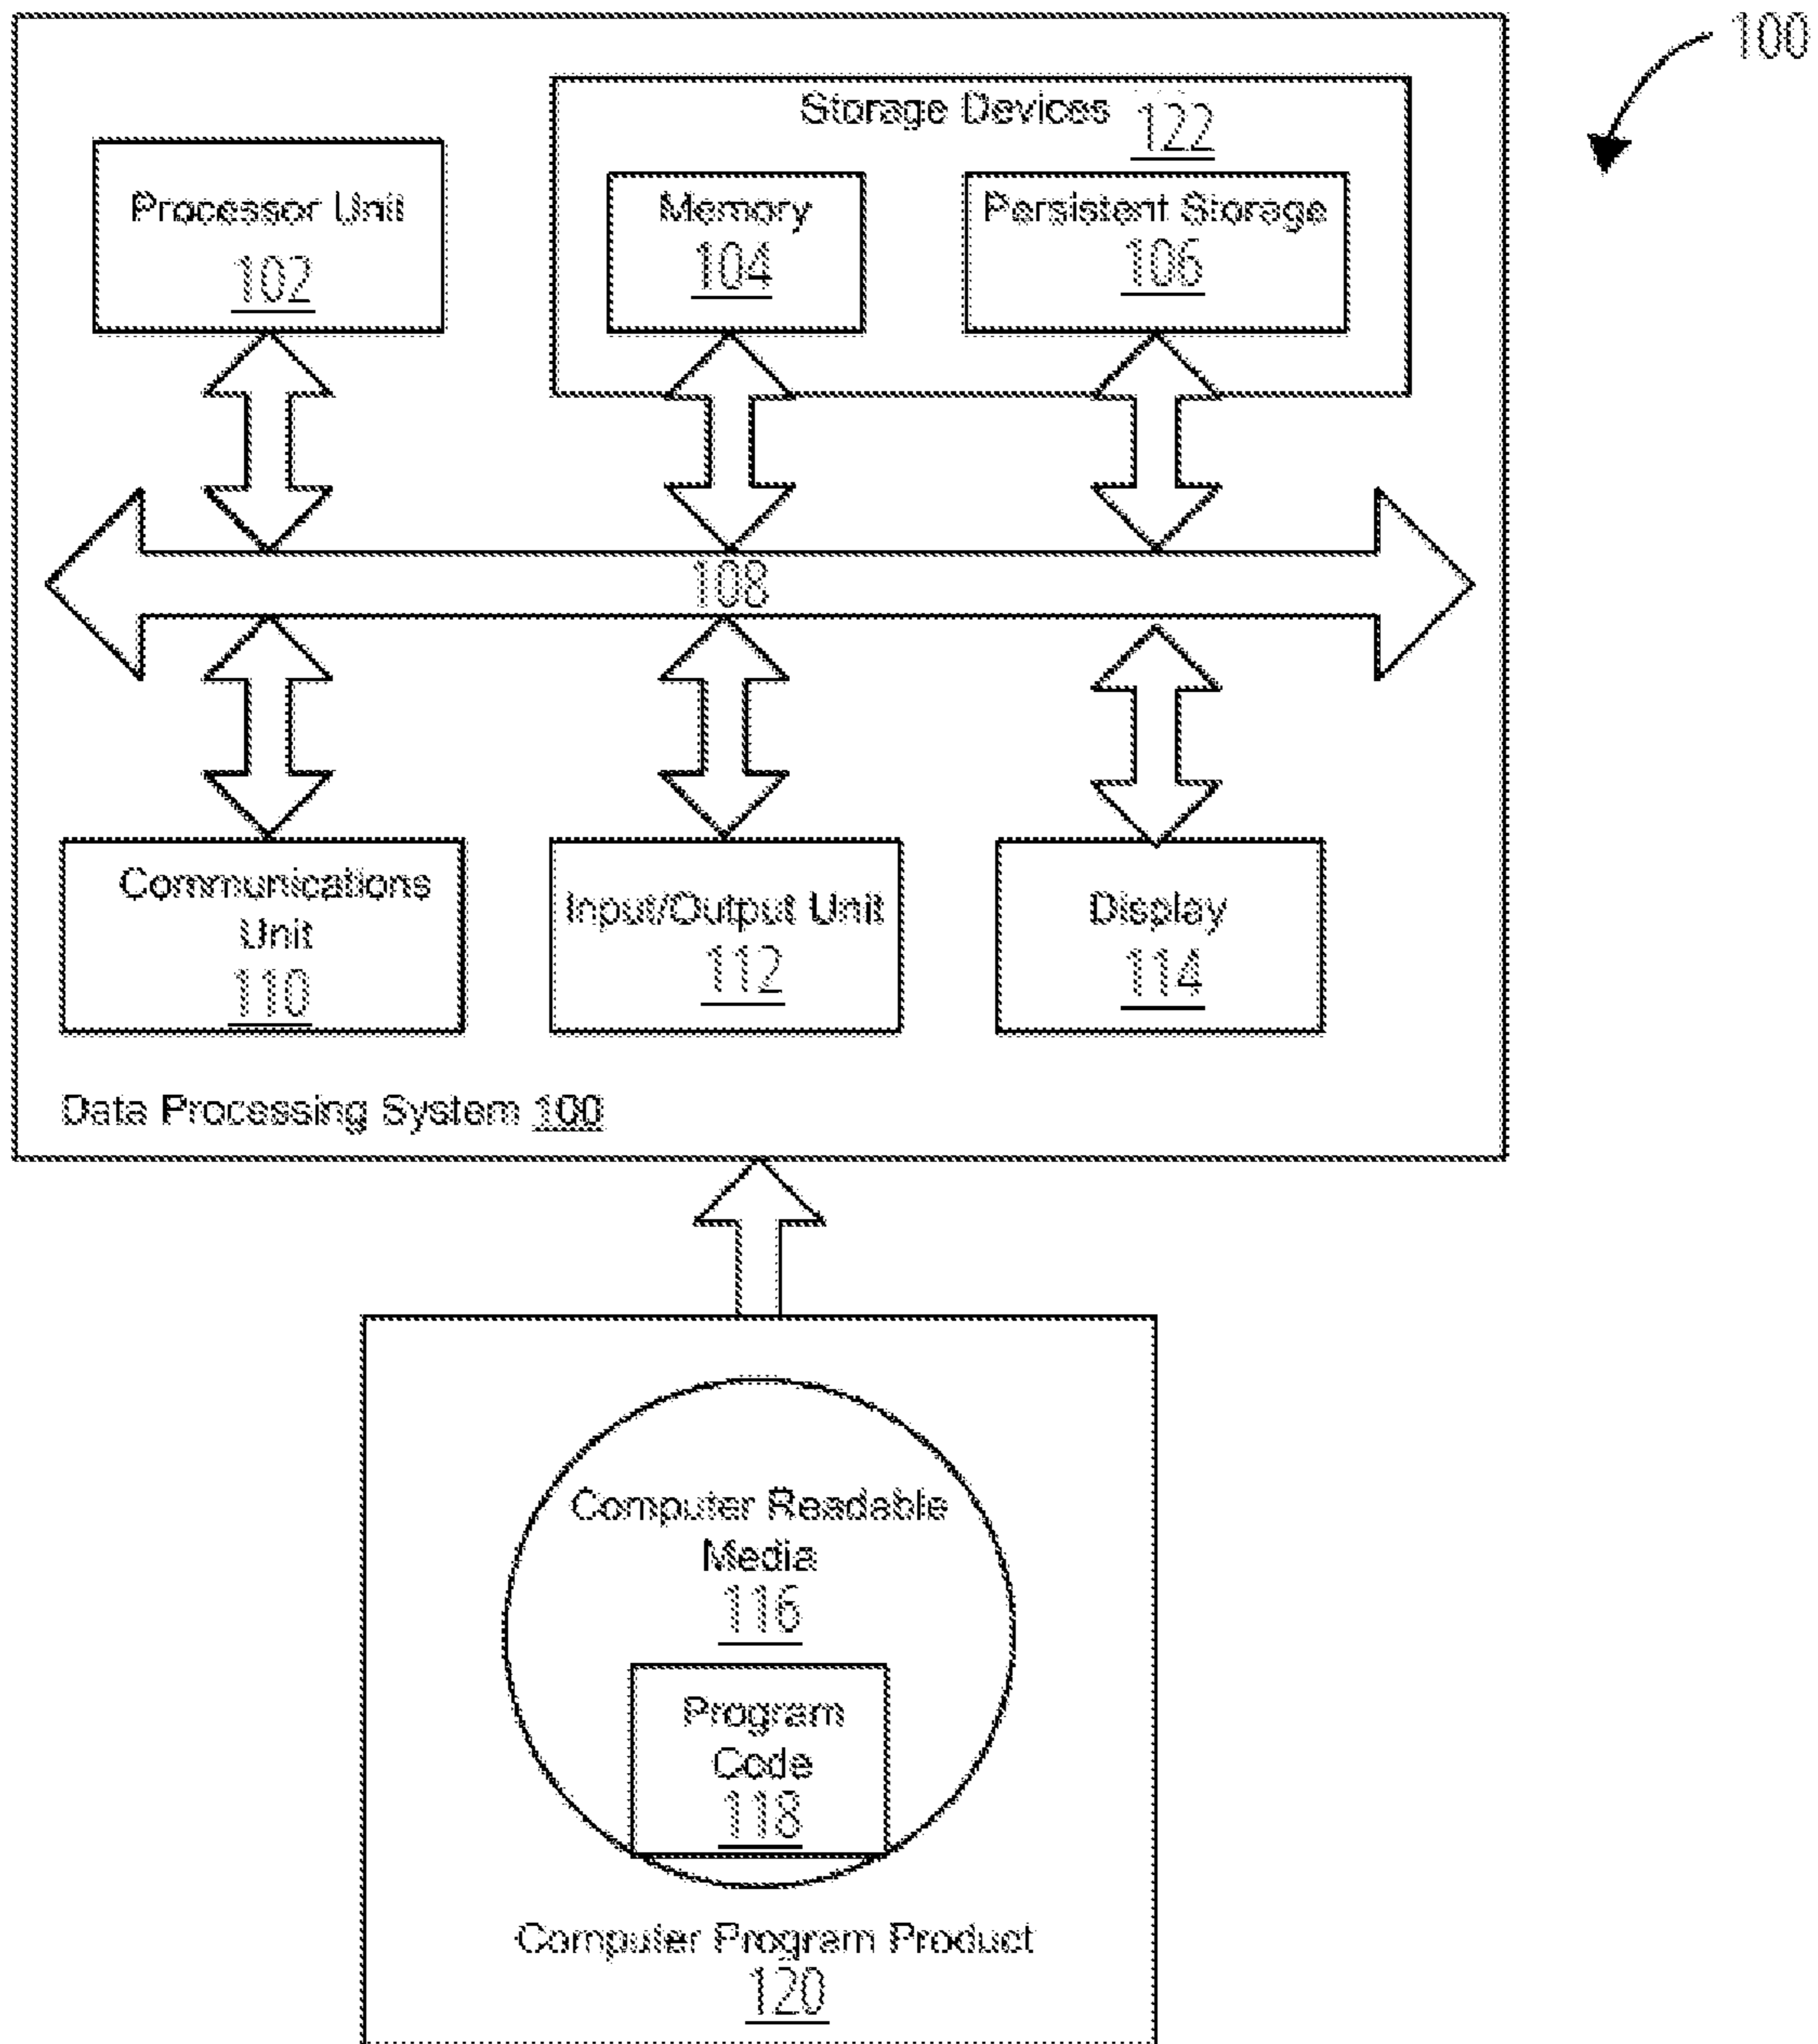 100
Storage Devices 122
Processor Unit
102
Memory
104
Persistent Storage
106
108
Communications
Unit
110
Input/Output Unit
112
Display
114
Data Processing System 100
Computer Readable
Media
116
Program
Code
118
Computer Program Product
120